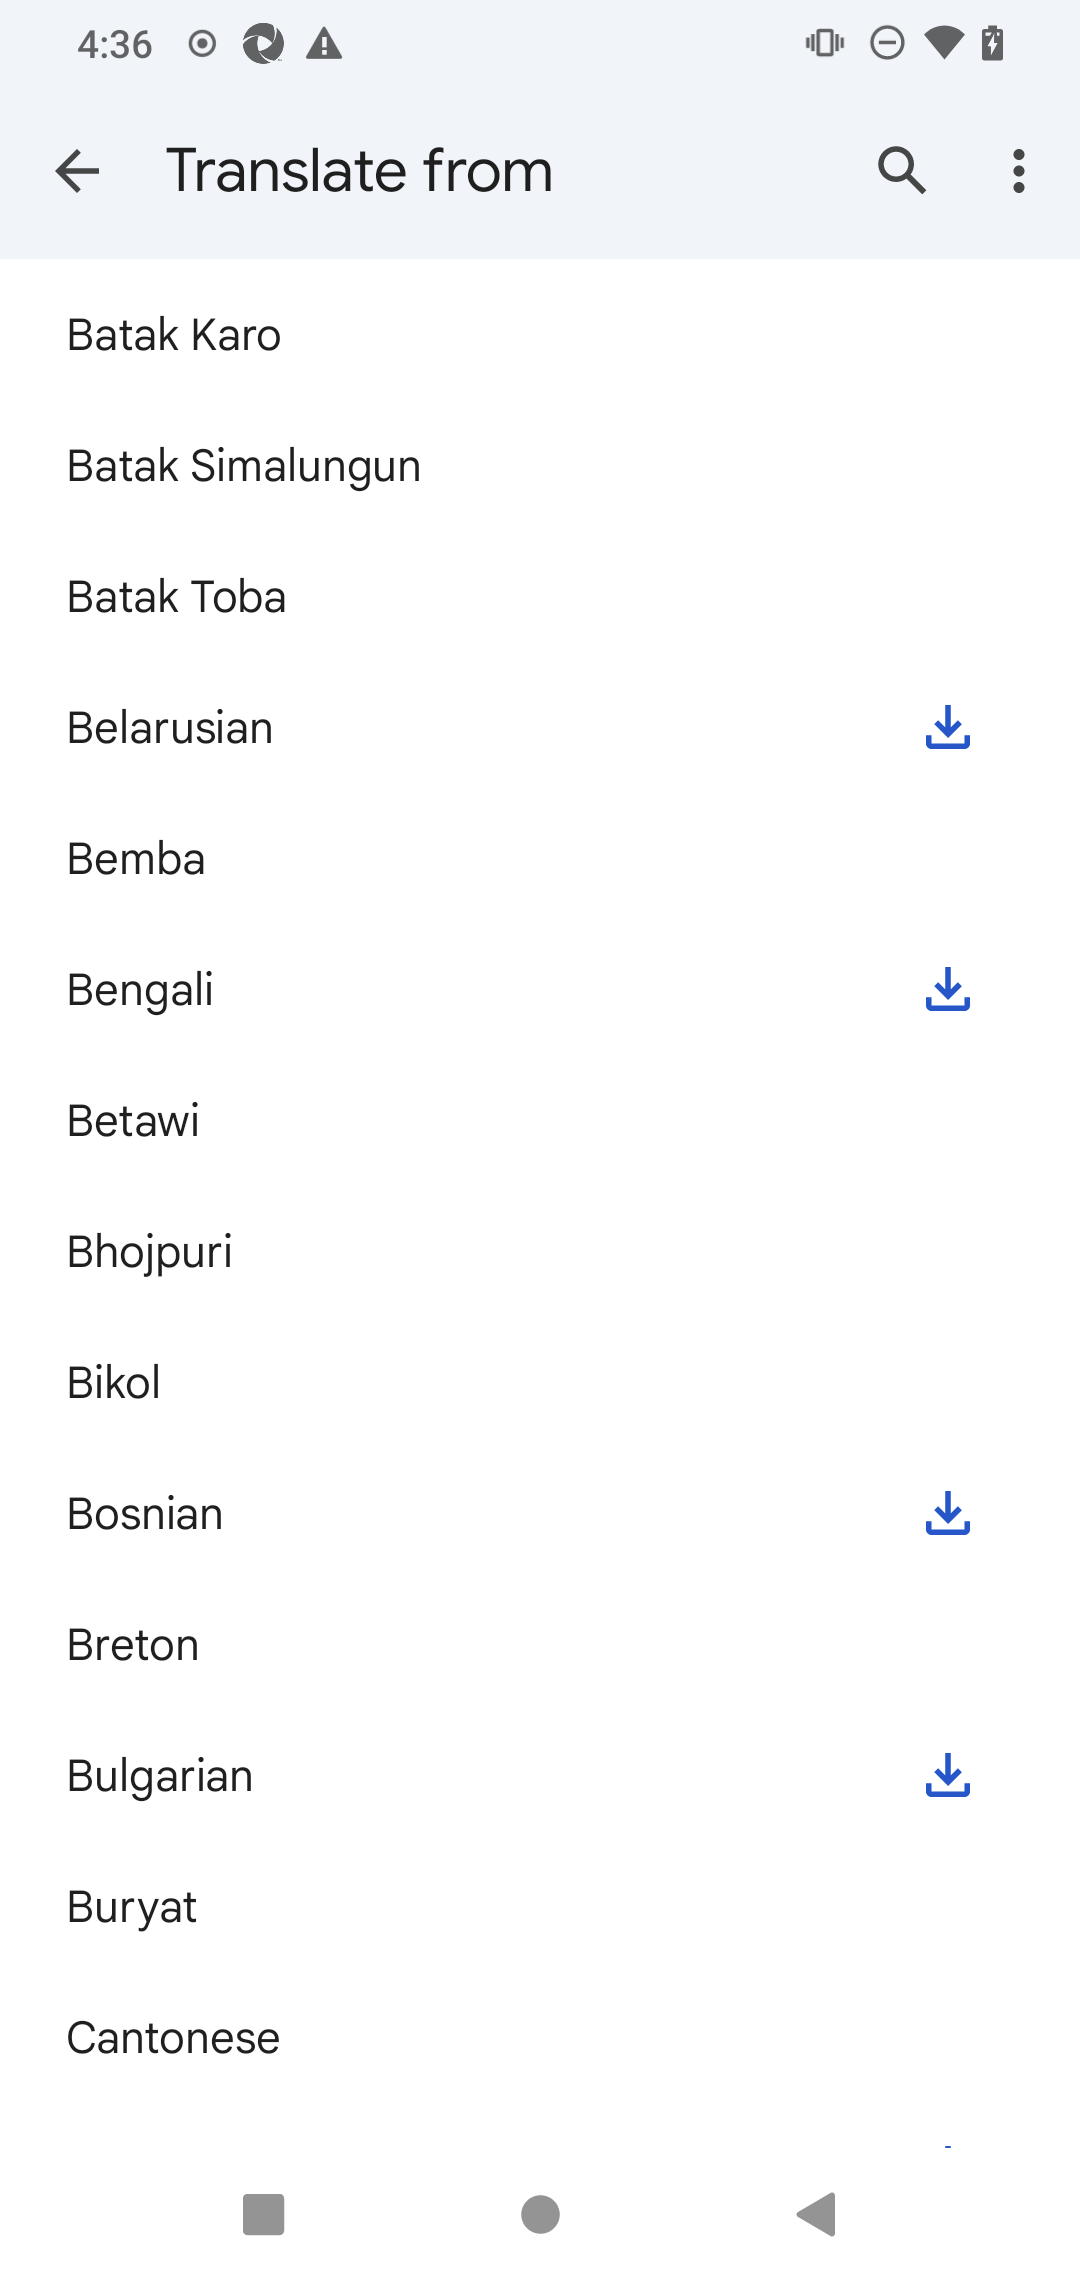 4:36
Translate from
Batak Karo
Batak Simalungun
Batak Toba
Belarusian
Bemba
Bengali
Betawi
Bhojpuri
Bikol
Bosnian
Breton
Bulgarian
Buryat
Cantonese